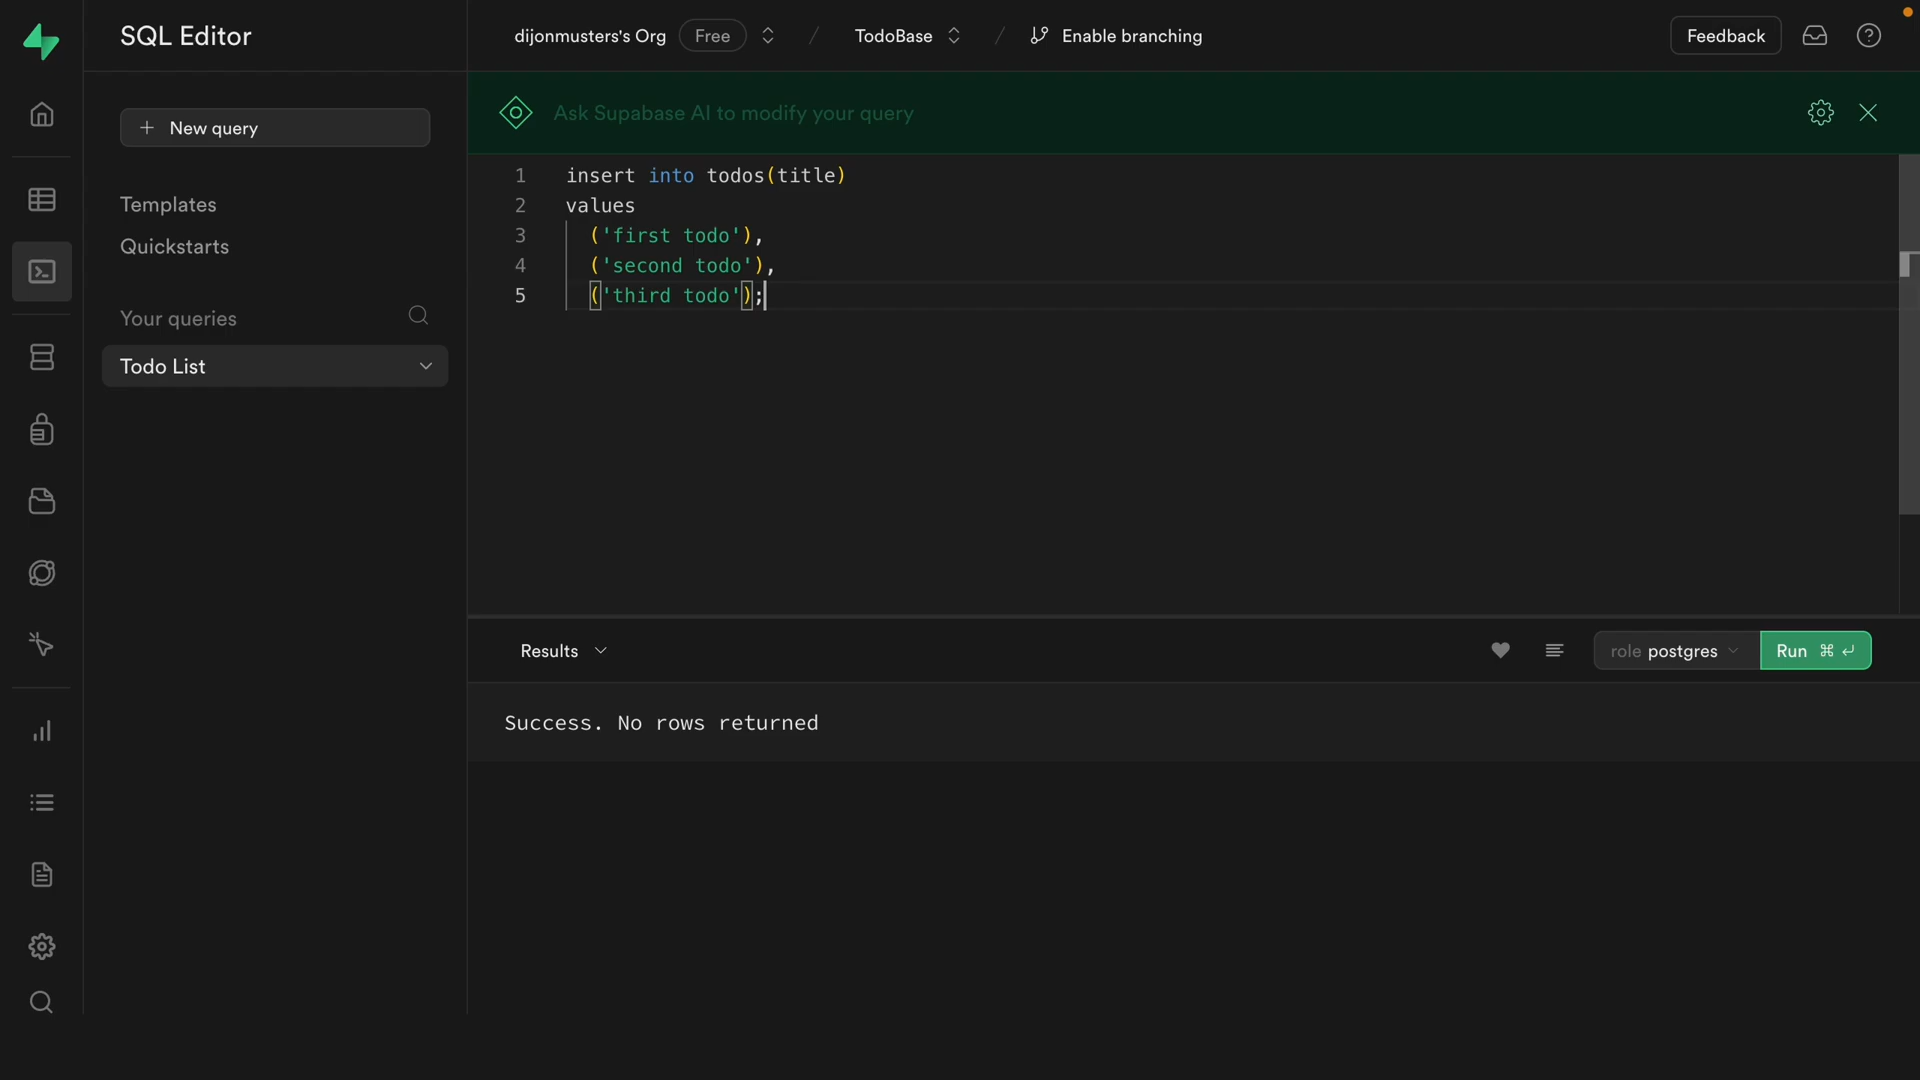 SQL Editor
dijonmusters's Org Free / TodoBase / Enable branching
Feedback
New query
Ask Supabase AI to modify your query
Templates
Quickstarts
Your queries
Todo List
1 insert into todos(title)
2 values
3 ('first todo'),
4 ('second todo'),
5 ('third todo');
Results
role postgres
Run ⌘ ↵
Success. No rows returned